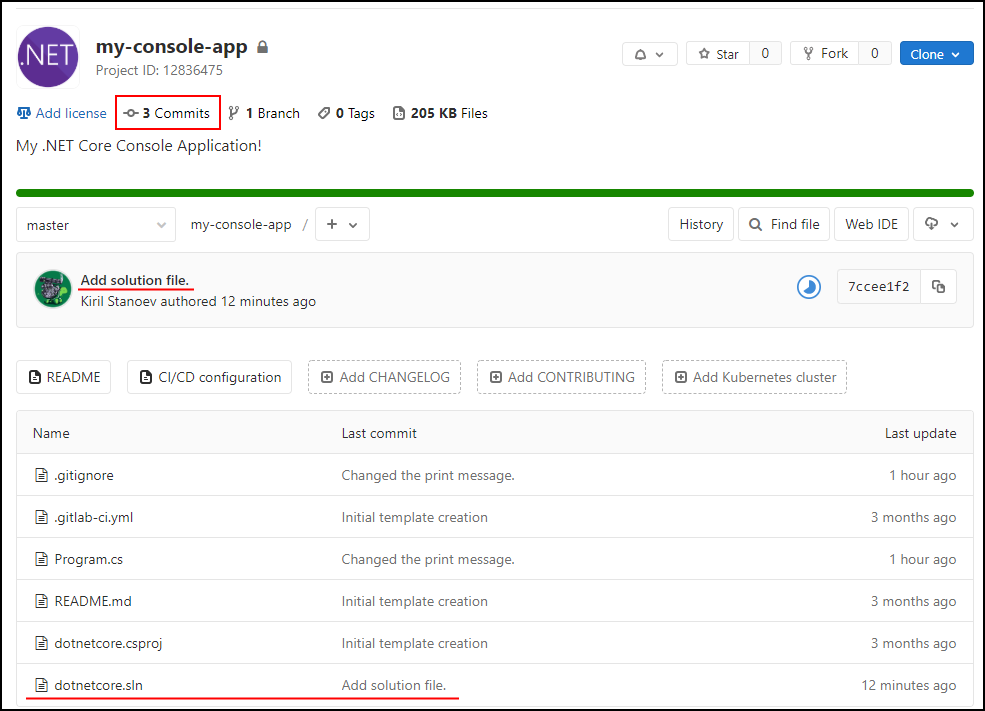 .NET
my-console-app
Project ID: 12836475
Star 0 Fork 0 Clone
Add license 3 Commits 1 Branch 0 Tags 205 KB Files
My .NET Core Console Application!
master my-console-app / + History Find file Web IDE
Add solution file.
Kiril Stanoev authored 12 minutes ago
7ccee1f2
README CI/CD configuration Add CHANGELOG Add CONTRIBUTING Add Kubernetes cluster
Name Last commit Last update
.gitignore Changed the print message. 1 hour ago
.gitlab-ci.yml Initial template creation 3 months ago
Program.cs Changed the print message. 1 hour ago
README.md Initial template creation 3 months ago
dotnetcore.csproj Initial template creation 3 months ago
dotnetcore.sln Add solution file. 12 minutes ago